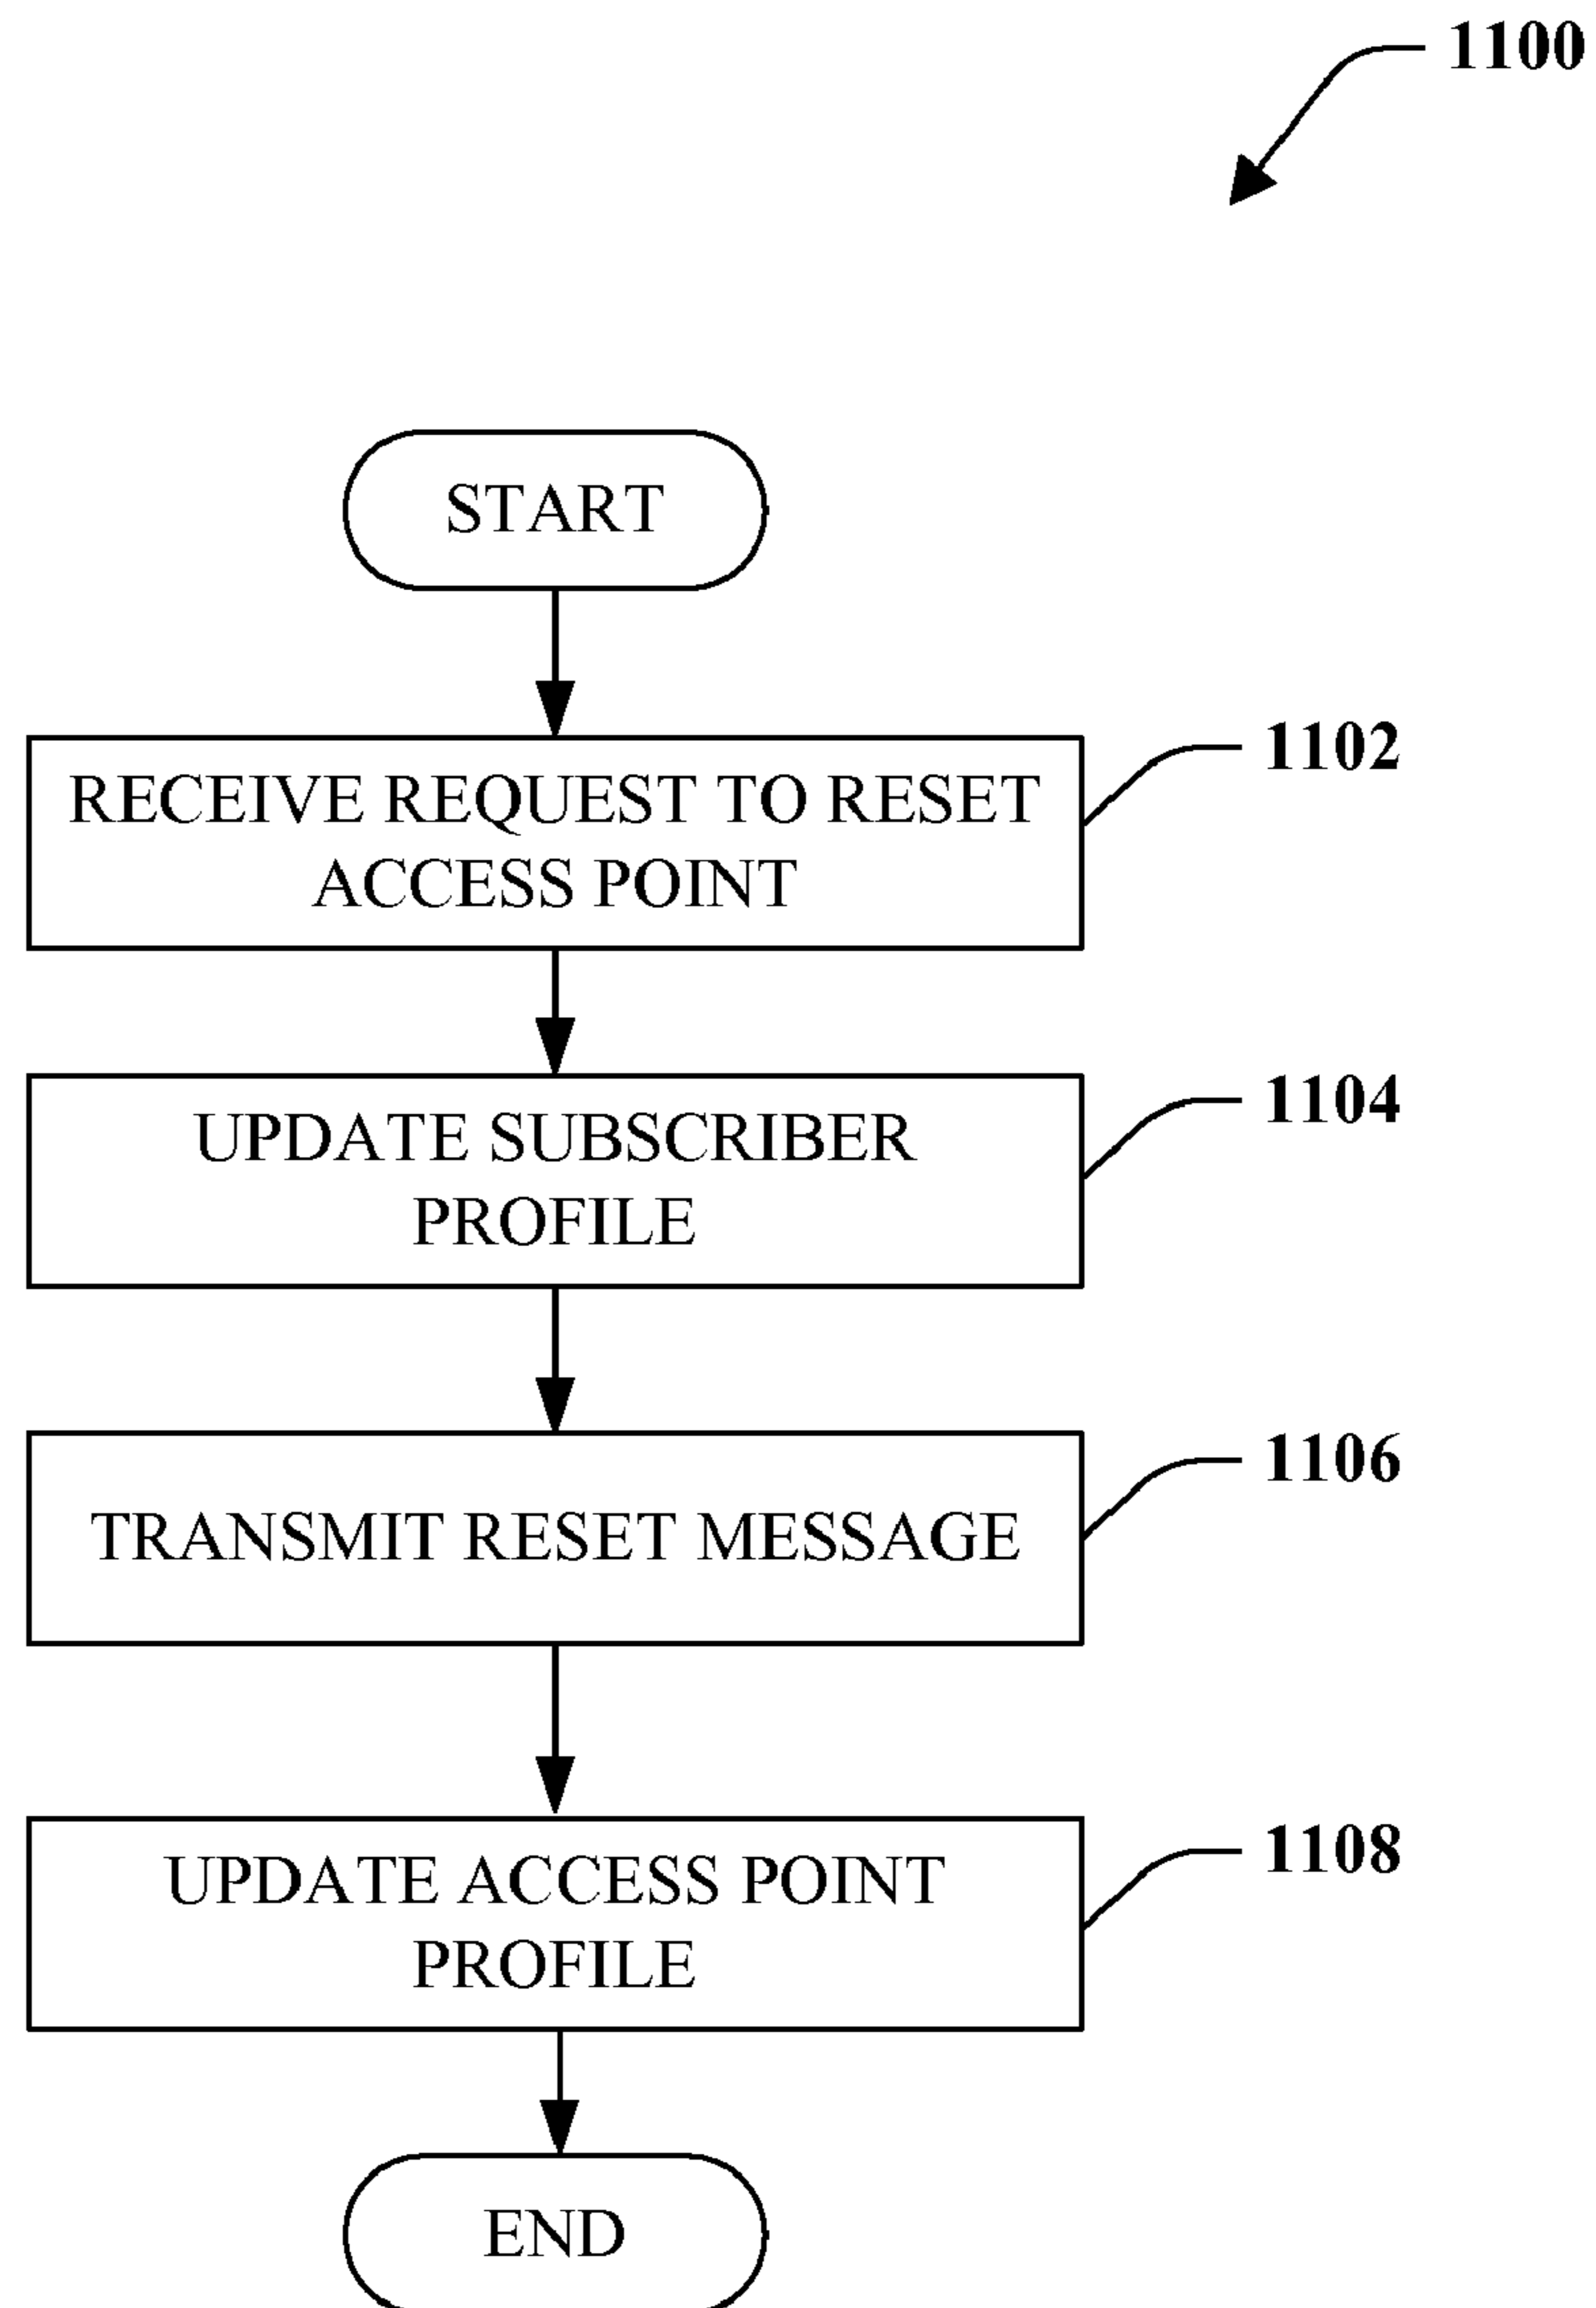 1100
START
RECEIVE REQUEST TO RESET
ACCESS POINT
1102
UPDATE SUBSCRIBER
PROFILE
1104
TRANSMIT RESET MESSAGE
1106
UPDATE ACCESS POINT
PROFILE
1108
END